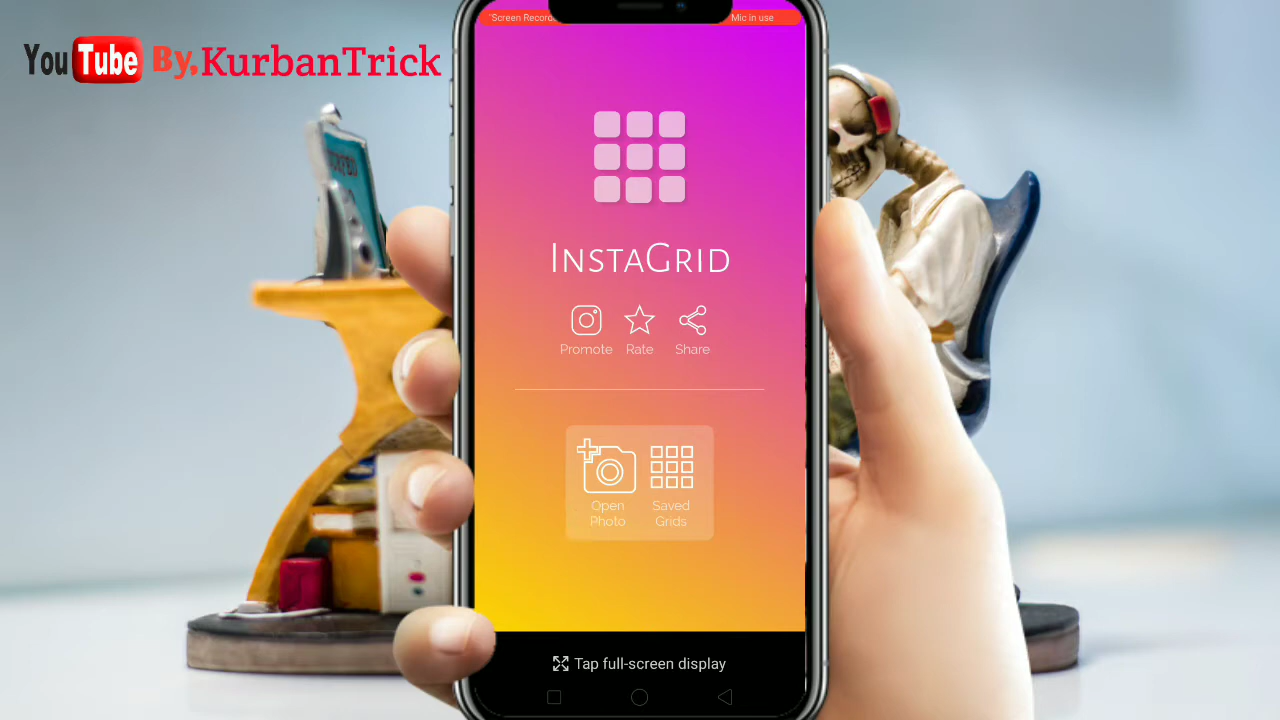 YouTube By,KurbanTrick
"Screen Recorde
Mic in use
INSTAGRID
Promote Rate Share
Open Photo
Saved Grids
Tap full-screen display